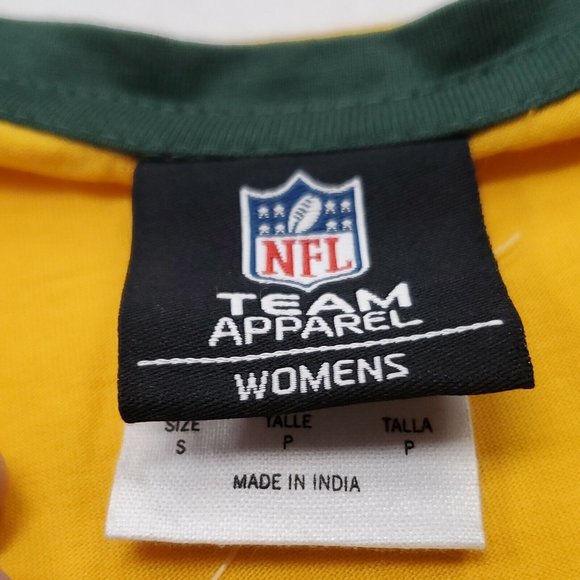 NFL
TEAM
APPAREL
WOMENS
SIZE TALLE TALLA
S P P
MADE IN INDIA